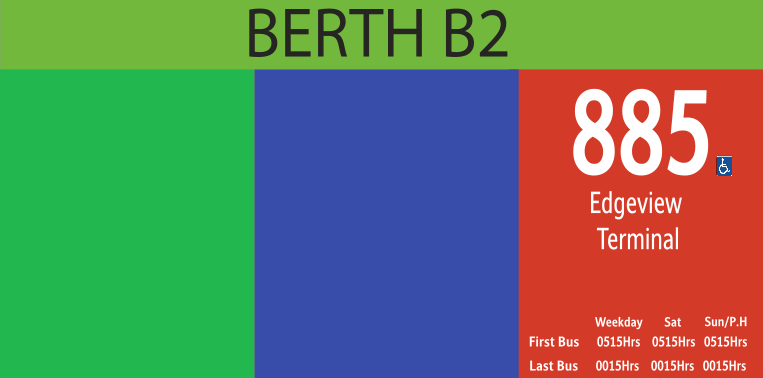 BERTH B2
885
Edgeview
Terminal
Weekday Sat Sun/P.H
First Bus 0515Hrs 0515Hrs 0515Hrs
Last Bus 0015Hrs 0015Hrs 0015Hrs